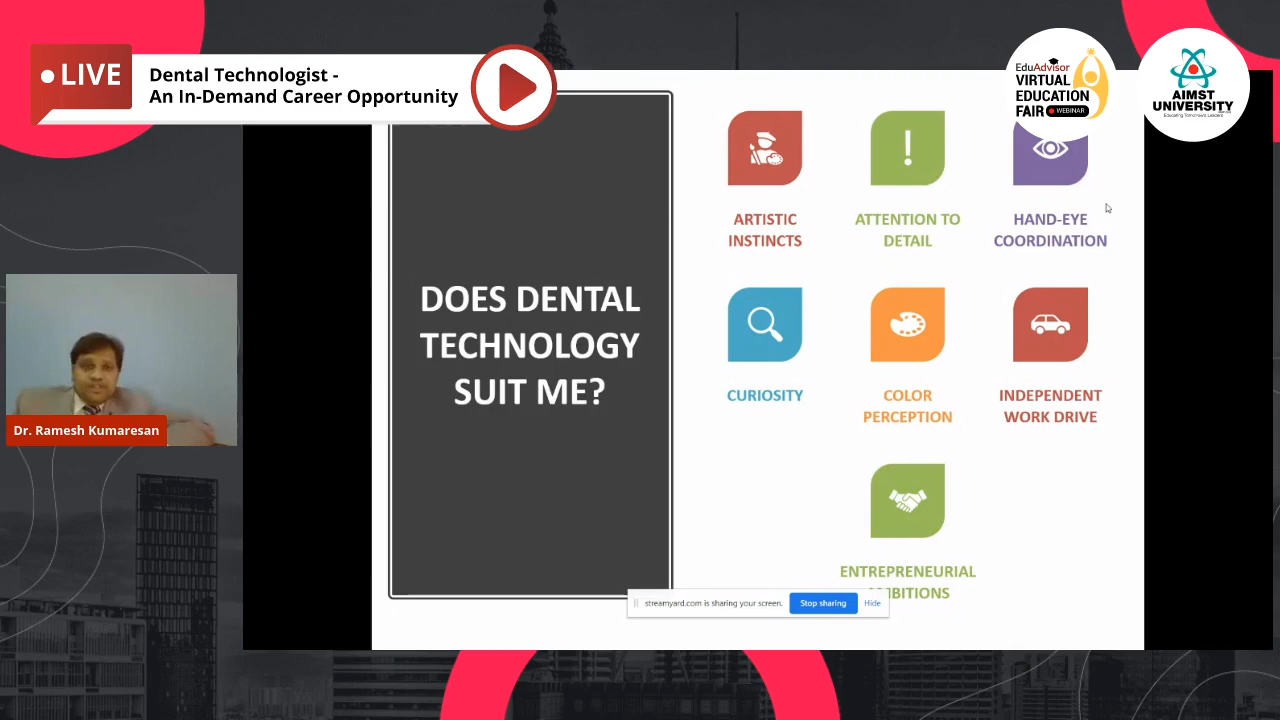 LIVE
Dental Technologist -
An In-Demand Career Opportunity
EduAdvisor
VIRTUAL
EDUCATION
FAIR
WEBINAR
AIMST
UNIVERSITY
Educating Tomorrow's Leaders
DOES DENTAL
TECHNOLOGY
SUIT ME?
ARTISTIC
INSTINCTS
ATTENTION TO
DETAIL
HAND-EYE
COORDINATION
CURIOSITY
COLOR
PERCEPTION
INDEPENDENT
WORK DRIVE
ENTREPRENEURIAL
Dr. Ramesh Kumaresan
streamyard.com is sharing your screen.
Stop sharing
Hide